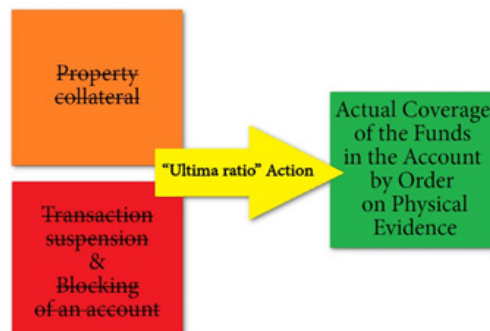 Property
collateral
Transaction
suspension
&
Blocking
of an account
“Ultima ratio” Action
Actual Coverage
of the Funds
in the Account
by Order
on Physical
Evidence